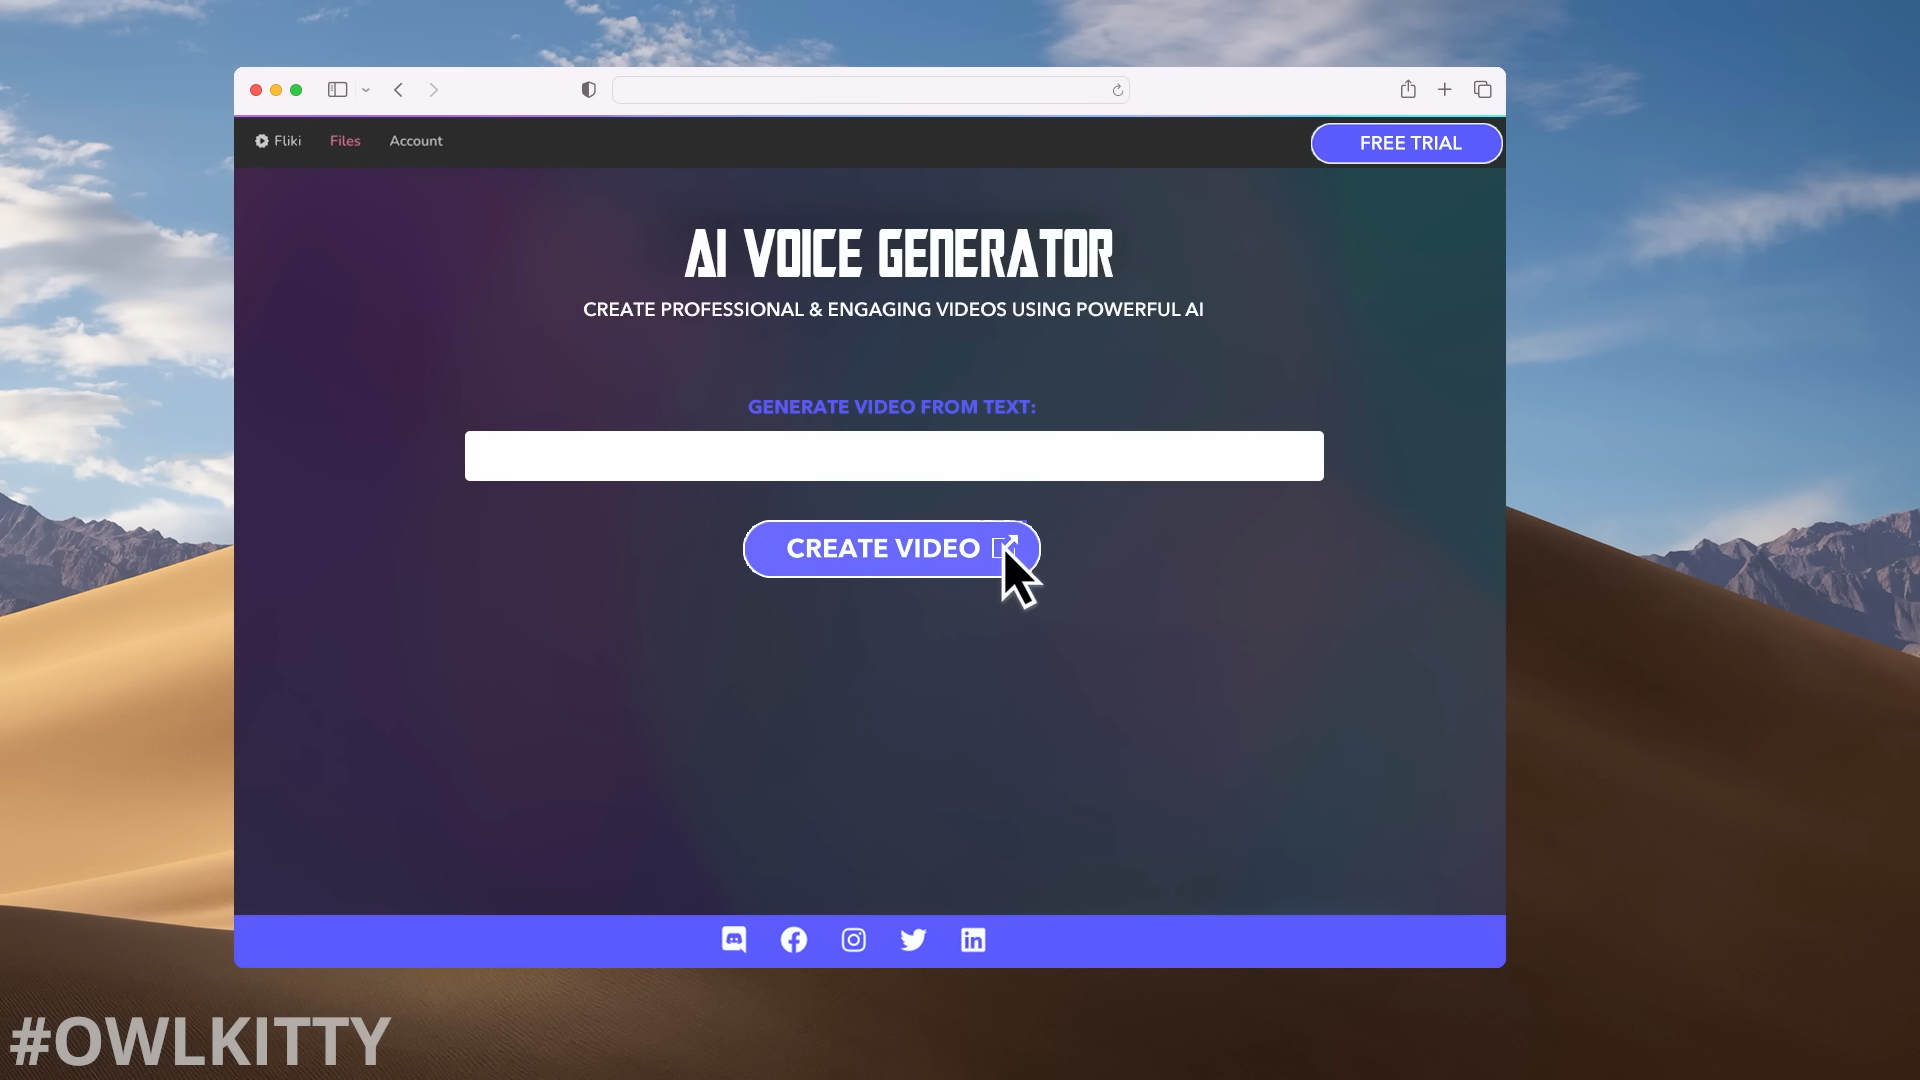 Fliki Files Account
FREE TRIAL
AI VOICE GENERATOR
CREATE PROFESSIONAL & ENGAGING VIDEOS USING POWERFUL AI
GENERATE VIDEO FROM TEXT:
CREATE VIDEO
in
#OWLKITTY